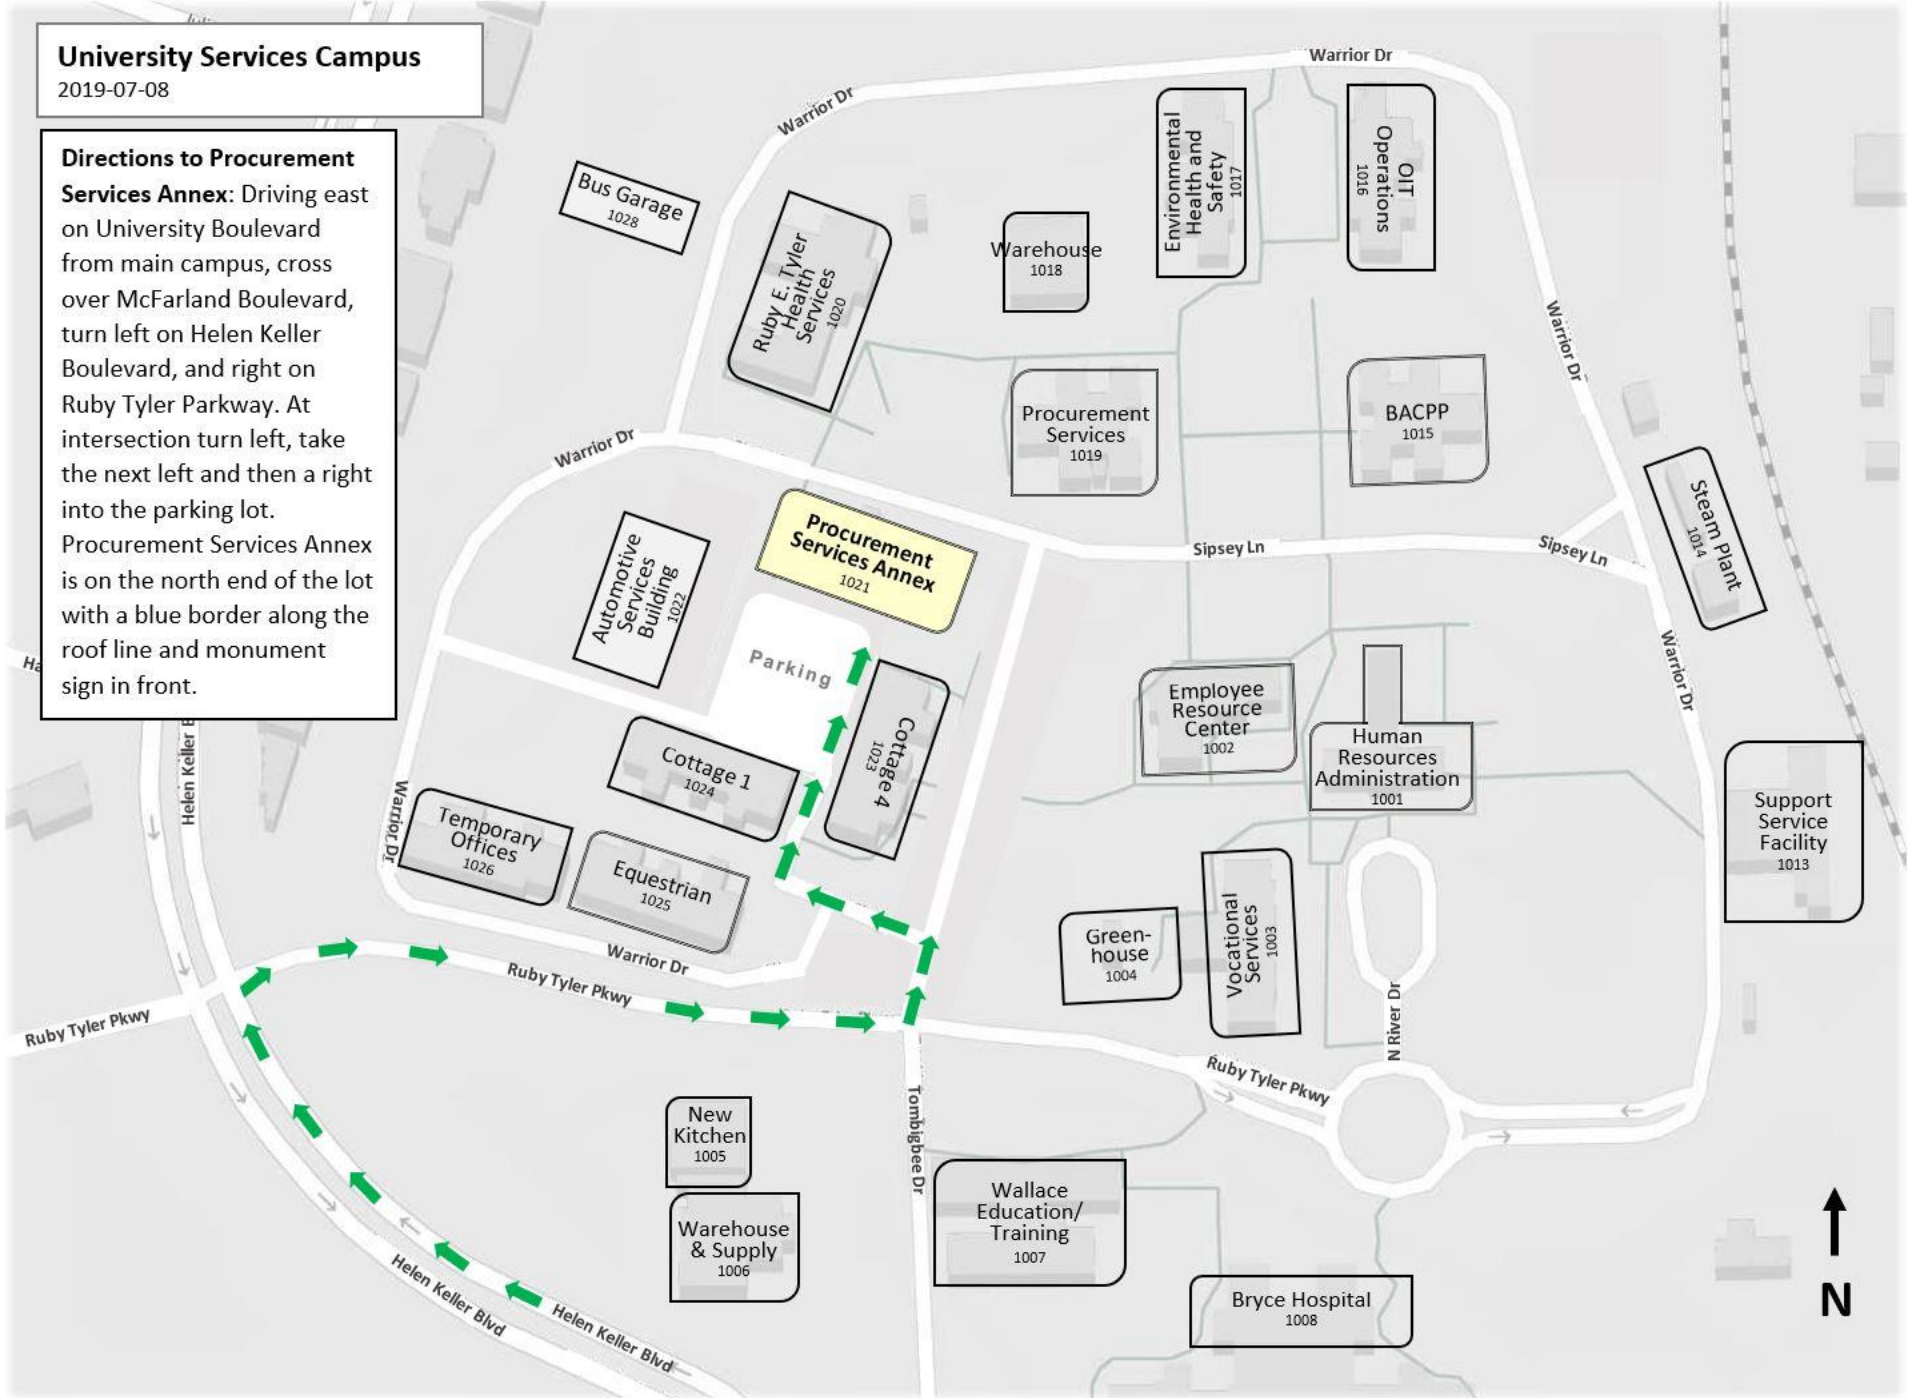 University Services Campus
2019-07-08
Directions to Procurement
Services Annex: Driving east
on University Boulevard
from main campus, cross
over McFarland Boulevard,
turn left on Helen Keller
Boulevard, and right on
Ruby Tyler Parkway. At
intersection turn left, take
the next left and then a right
into the parking lot.
Procurement Services Annex
is on the north end of the lot
with a blue border along the
roof line and monument
sign in front.
Warrior Dr
Warrior Dr
Bus Garage
1028
Ruby E. Tyler
Health
Services
1020
Warehouse
1018
Environmental
Health and
Safety
1017
OIT
Operations
1016
Warrior Dr
Warrior Dr
Procurement
Services
1019
BACPP
1015
Steam Plant
1014
Sipsey Ln
Sipsey Ln
Procurement
Services Annex
1021
Automotive
Services
Building
1022
Parking
Warrior Dr
Employee
Resource
Center
1002
Human
Resources
Administration
1001
Cottage 4
1023
Cottage 1
1024
Helen Keller B
Warrior Dr
Temporary
Offices
1026
Equestrian
1025
Support
Service
Facility
1013
Vocational
Services
1003
Green-
house
1004
Warrior Dr
Ruby Tyler Pkwy
Ruby Tyler Pkwy
N River Dr
Ruby Tyler Pkwy
Tombigbee Dr
New
Kitchen
1005
Warehouse
& Supply
1006
Wallace
Education/
Training
1007
Bryce Hospital
1008
Helen Keller Blvd
Helen Keller Blvd
N